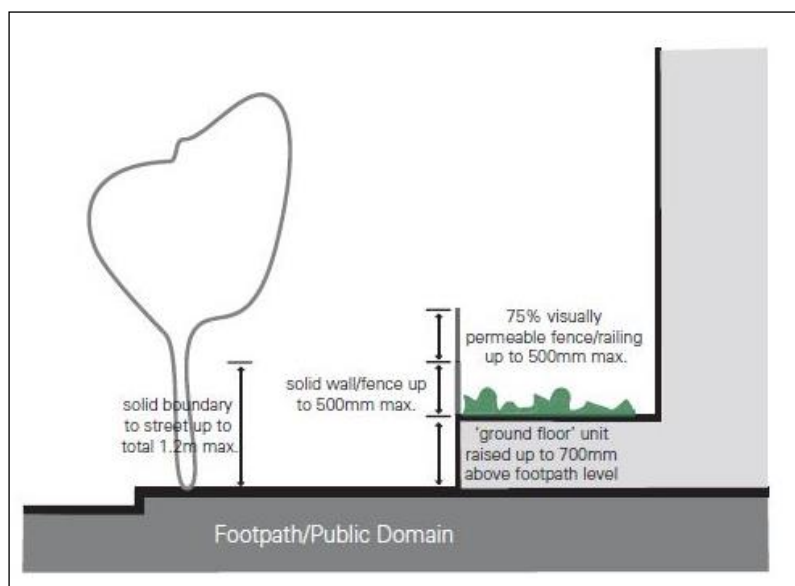 75% visually
permeable fence/railing
up to 500mm max.
solid wall/fence up
to 500mm max.
solid boundary
to street up to
total 1.2m max.
'ground floor' unit
raised up to 700mm
above footpath level
Footpath/Public Domain